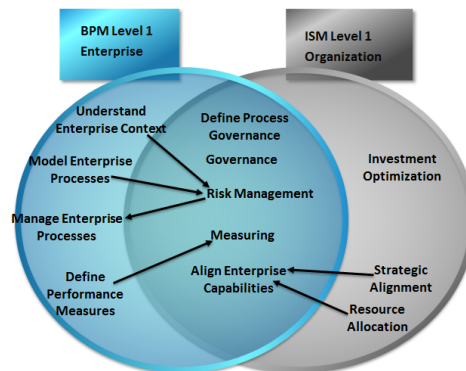 BPM Level 1
Enterprise
ISM Level 1
Organization
Understand
Enterprise Context
Define Process
Governance
Model Enterprise
Processes
Governance
Investment
Optimization
Risk Management
Manage Enterprise
Processes
Measuring
Define
Performance
Measures
Align Enterprise
Capabilities
Strategic
Alignment
Resource
Allocation